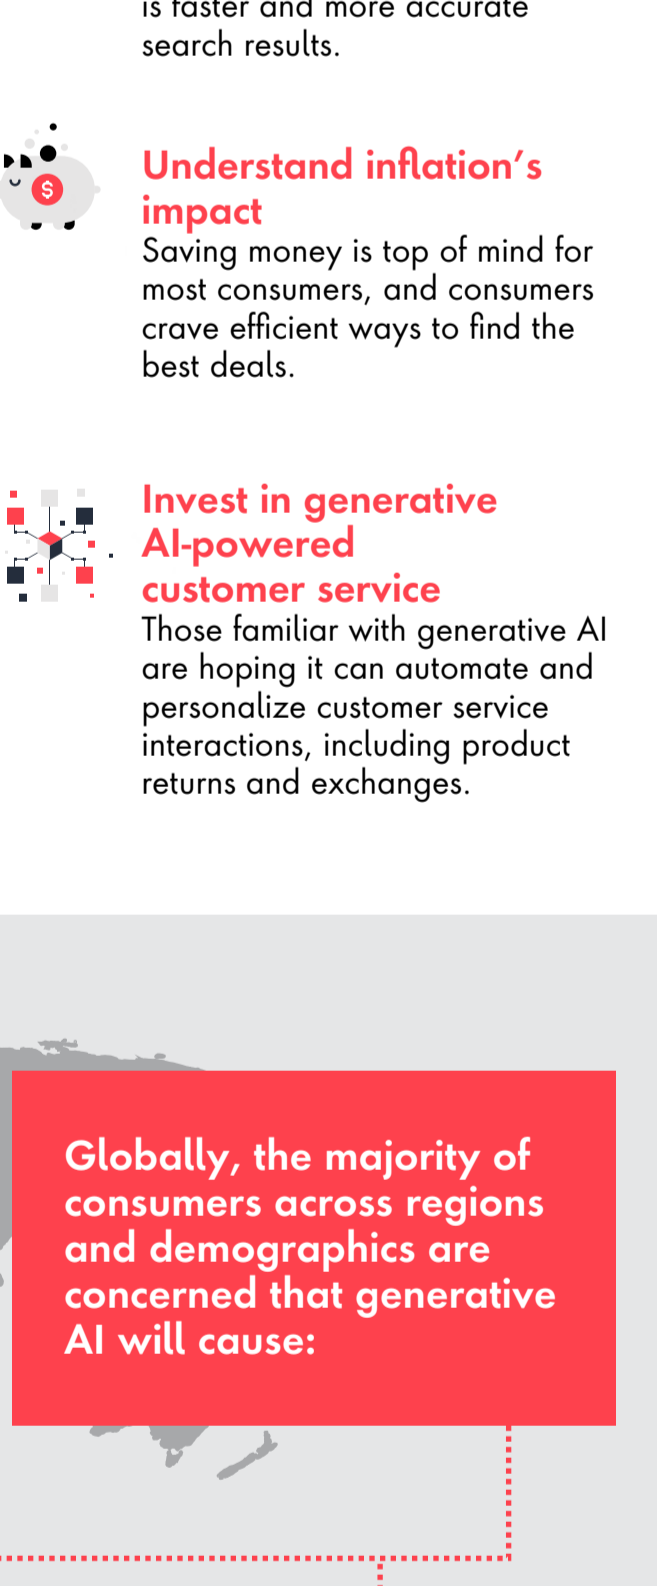 is faster and more accurate
search results.
$
Understand inflation’s
impact
Saving money is top of mind for
most consumers, and consumers
crave efficient ways to find the
best deals.
Invest in generative
AI-powered
customer service
Those familiar with generative AI
are hoping it can automate and
personalize customer service
interactions, including product
returns and exchanges.
Globally, the majority of
consumers across regions
and demographics are
concerned that generative
AI will cause: